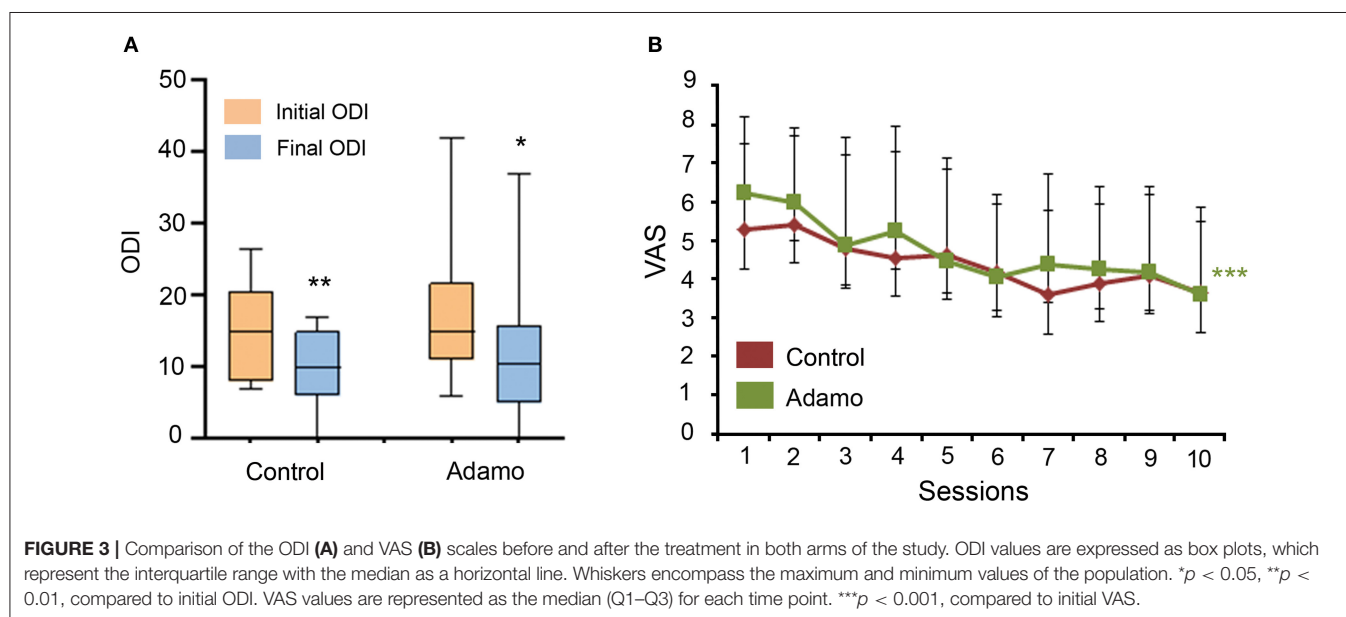 A
50
40
30
20
10
0
ODI
Initial ODI
Final ODI
**
*
Control
Adamo
B
9
8
7
6
5
4
3
2
1
0
VAS
***
Control
Adamo
1 2 3 4 5 6 7 8 9 10
Sessions
FIGURE 3 | Comparison of the ODI (A) and VAS (B) scales before and after the treatment in both arms of the study. ODI values are expressed as box plots, which
represent the interquartile range with the median as a horizontal line. Whiskers encompass the maximum and minimum values of the population. *p < 0.05, **p <
0.01, compared to initial ODI. VAS values are represented as the median (Q1–Q3) for each time point. ***p < 0.001, compared to initial VAS.